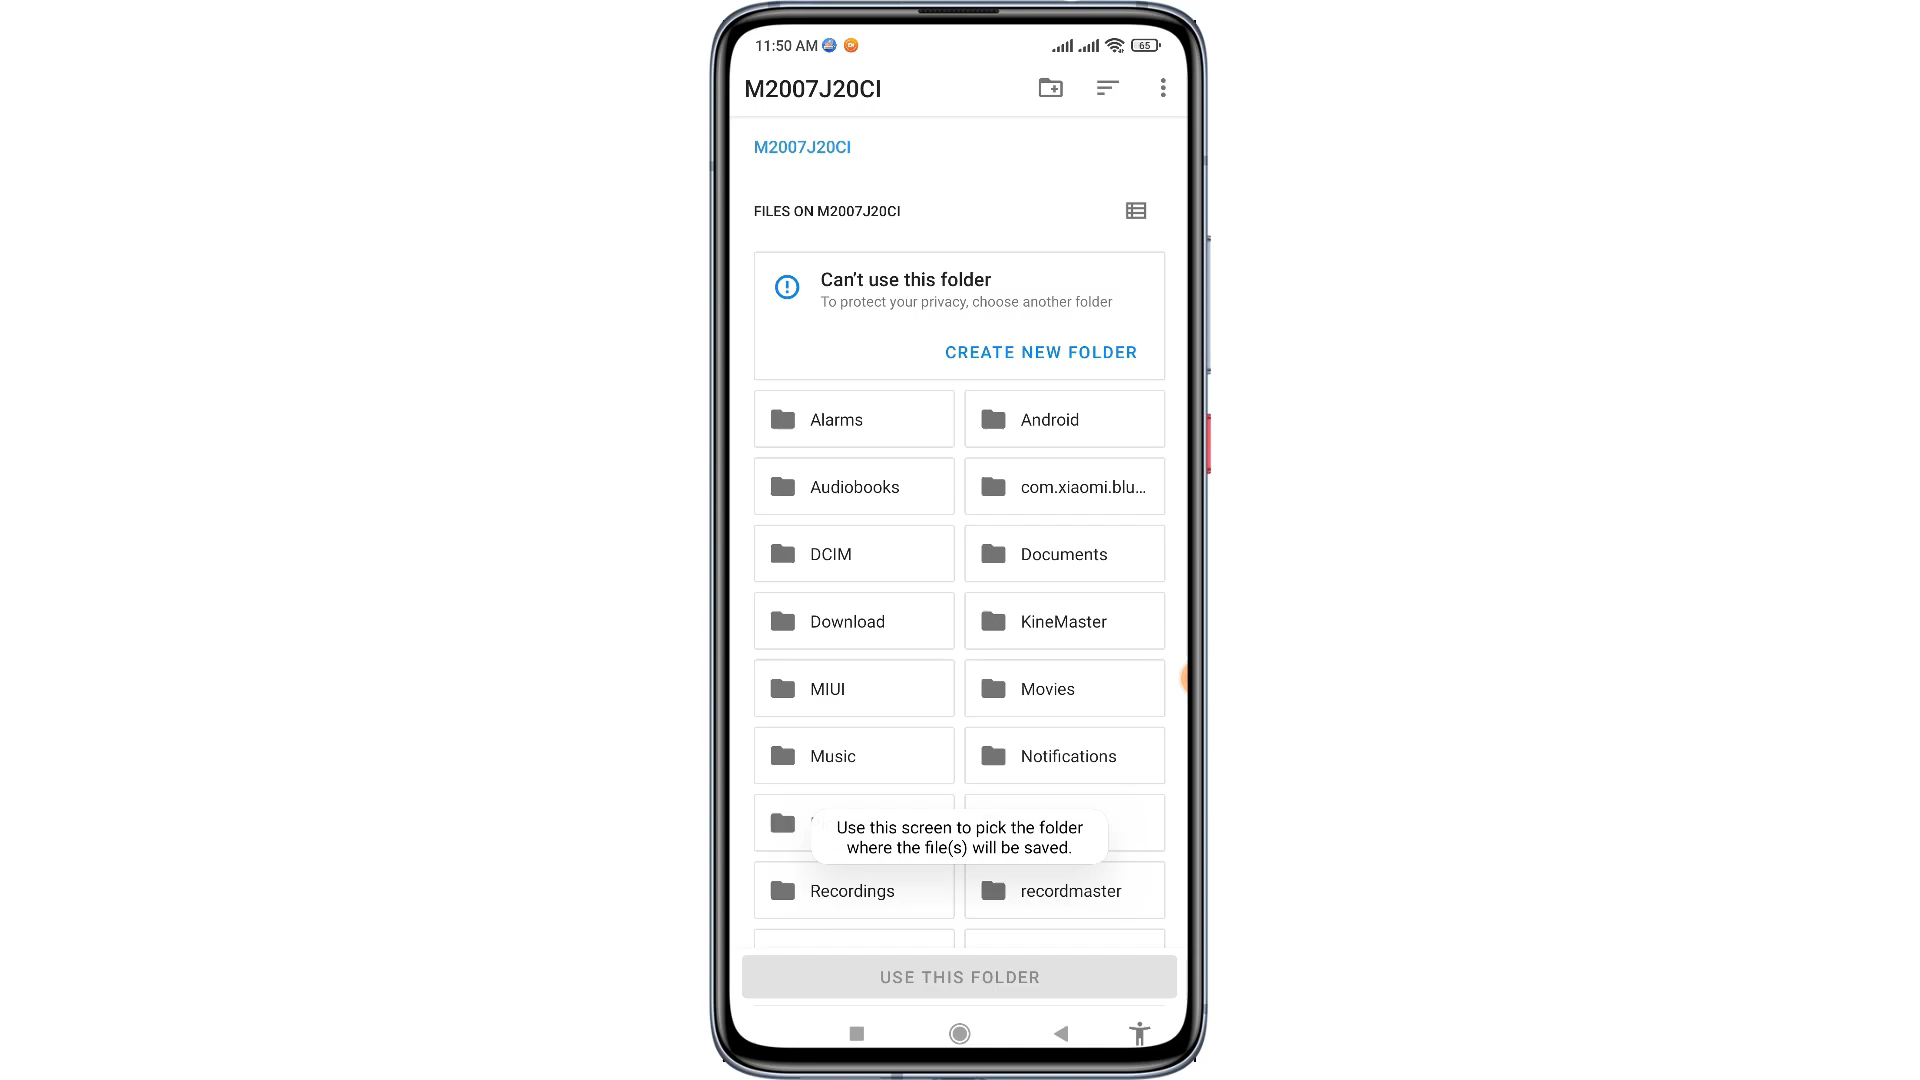 11:50 AM
65
M2007J20CI
M2007J20CI
FILES ON M2007J20CI
Can't use this folder
To protect your privacy, choose another folder
CREATE NEW FOLDER
Alarms
Android
Audiobooks
com.xiaomi.blu...
DCIM
Documents
Download
KineMaster
MIUI
Movies
Music
Notifications
Use this screen to pick the folder
where the file(s) will be saved.
Recordings
recordmaster
USE THIS FOLDER